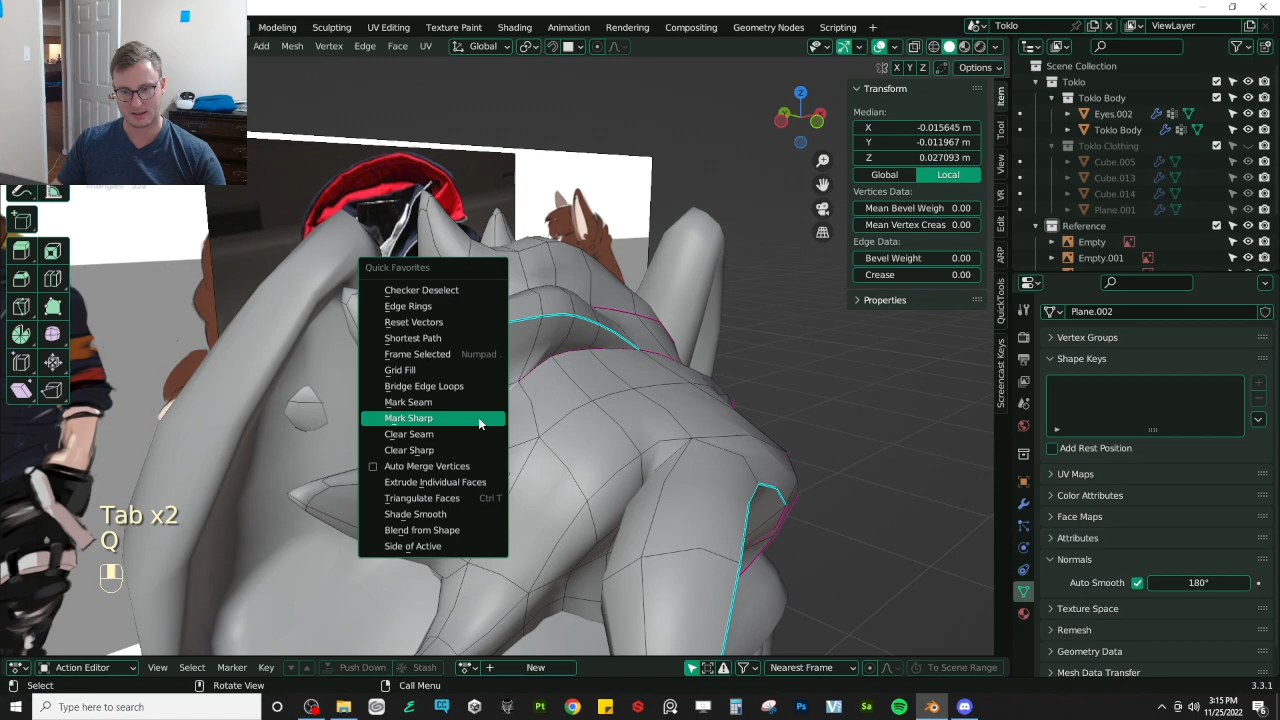 Modeling Sculpting UV Editing Texture Paint Shading Animation Rendering Compositing Geometry Nodes Scripting
Toklo
ViewLayer
Add Mesh Vertex Edge Face UV
Global
X Y Z
Options
Transform
Median:
X -0.015645 m
Y -0.011967 m
Z 0.027093 m
Global Local
Vertices Data:
Mean Bevel Weigh 0.00
Mean Vertex Creas 0.00
Edge Data:
Bevel Weight 0.00
Crease 0.00
Properties
Item
Tool
View
VR
Edit
ARP
QuickTools
Screencast Keys
Scene Collection
Toklo
Toklo Body
Eyes.002
Toklo Body
Toklo Clothing
Cube.005
Cube.013
Cube.014
Plane.001
Reference
Empty
Empty.001
Plane.002
Vertex Groups
Shape Keys
Add Rest Position
UV Maps
Color Attributes
Face Maps
Attributes
Normals
Auto Smooth 180°
Texture Space
Remesh
Geometry Data
Mesh Data Transfer
Quick Favorites
Checker Deselect
Edge Rings
Reset Vectors
Shortest Path
Frame Selected Numpad .
Grid Fill
Bridge Edge Loops
Mark Seam
Mark Sharp
Clear Seam
Clear Sharp
Auto Merge Vertices
Extrude Individual Faces
Triangulate Faces Ctrl T
Shade Smooth
Blend from Shape
Side of Active
Tab x2
Q
Action Editor View Select Marker Key Push Down Stash New Nearest Frame To Scene Range
Select Rotate View Call Menu 3.3.1
Type here to search
3:15 PM
11/25/2022